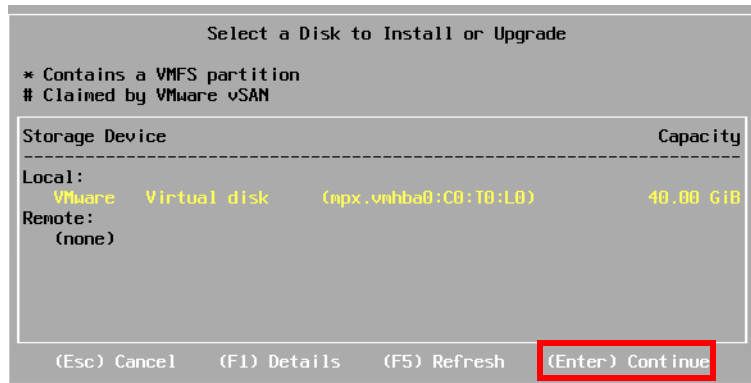 Select a Disk to Install or Upgrade
* Contains a VMFS partition
# Claimed by VMware vSAN
Storage Device Capacity
--------------------------------------------------------------------------------
Local:
VMware Virtual disk (mpx.vmhba0:C0:T0:L0) 40.00 GiB
Remote:
(none)
(Esc) Cancel (F1) Details (F5) Refresh (Enter) Continue